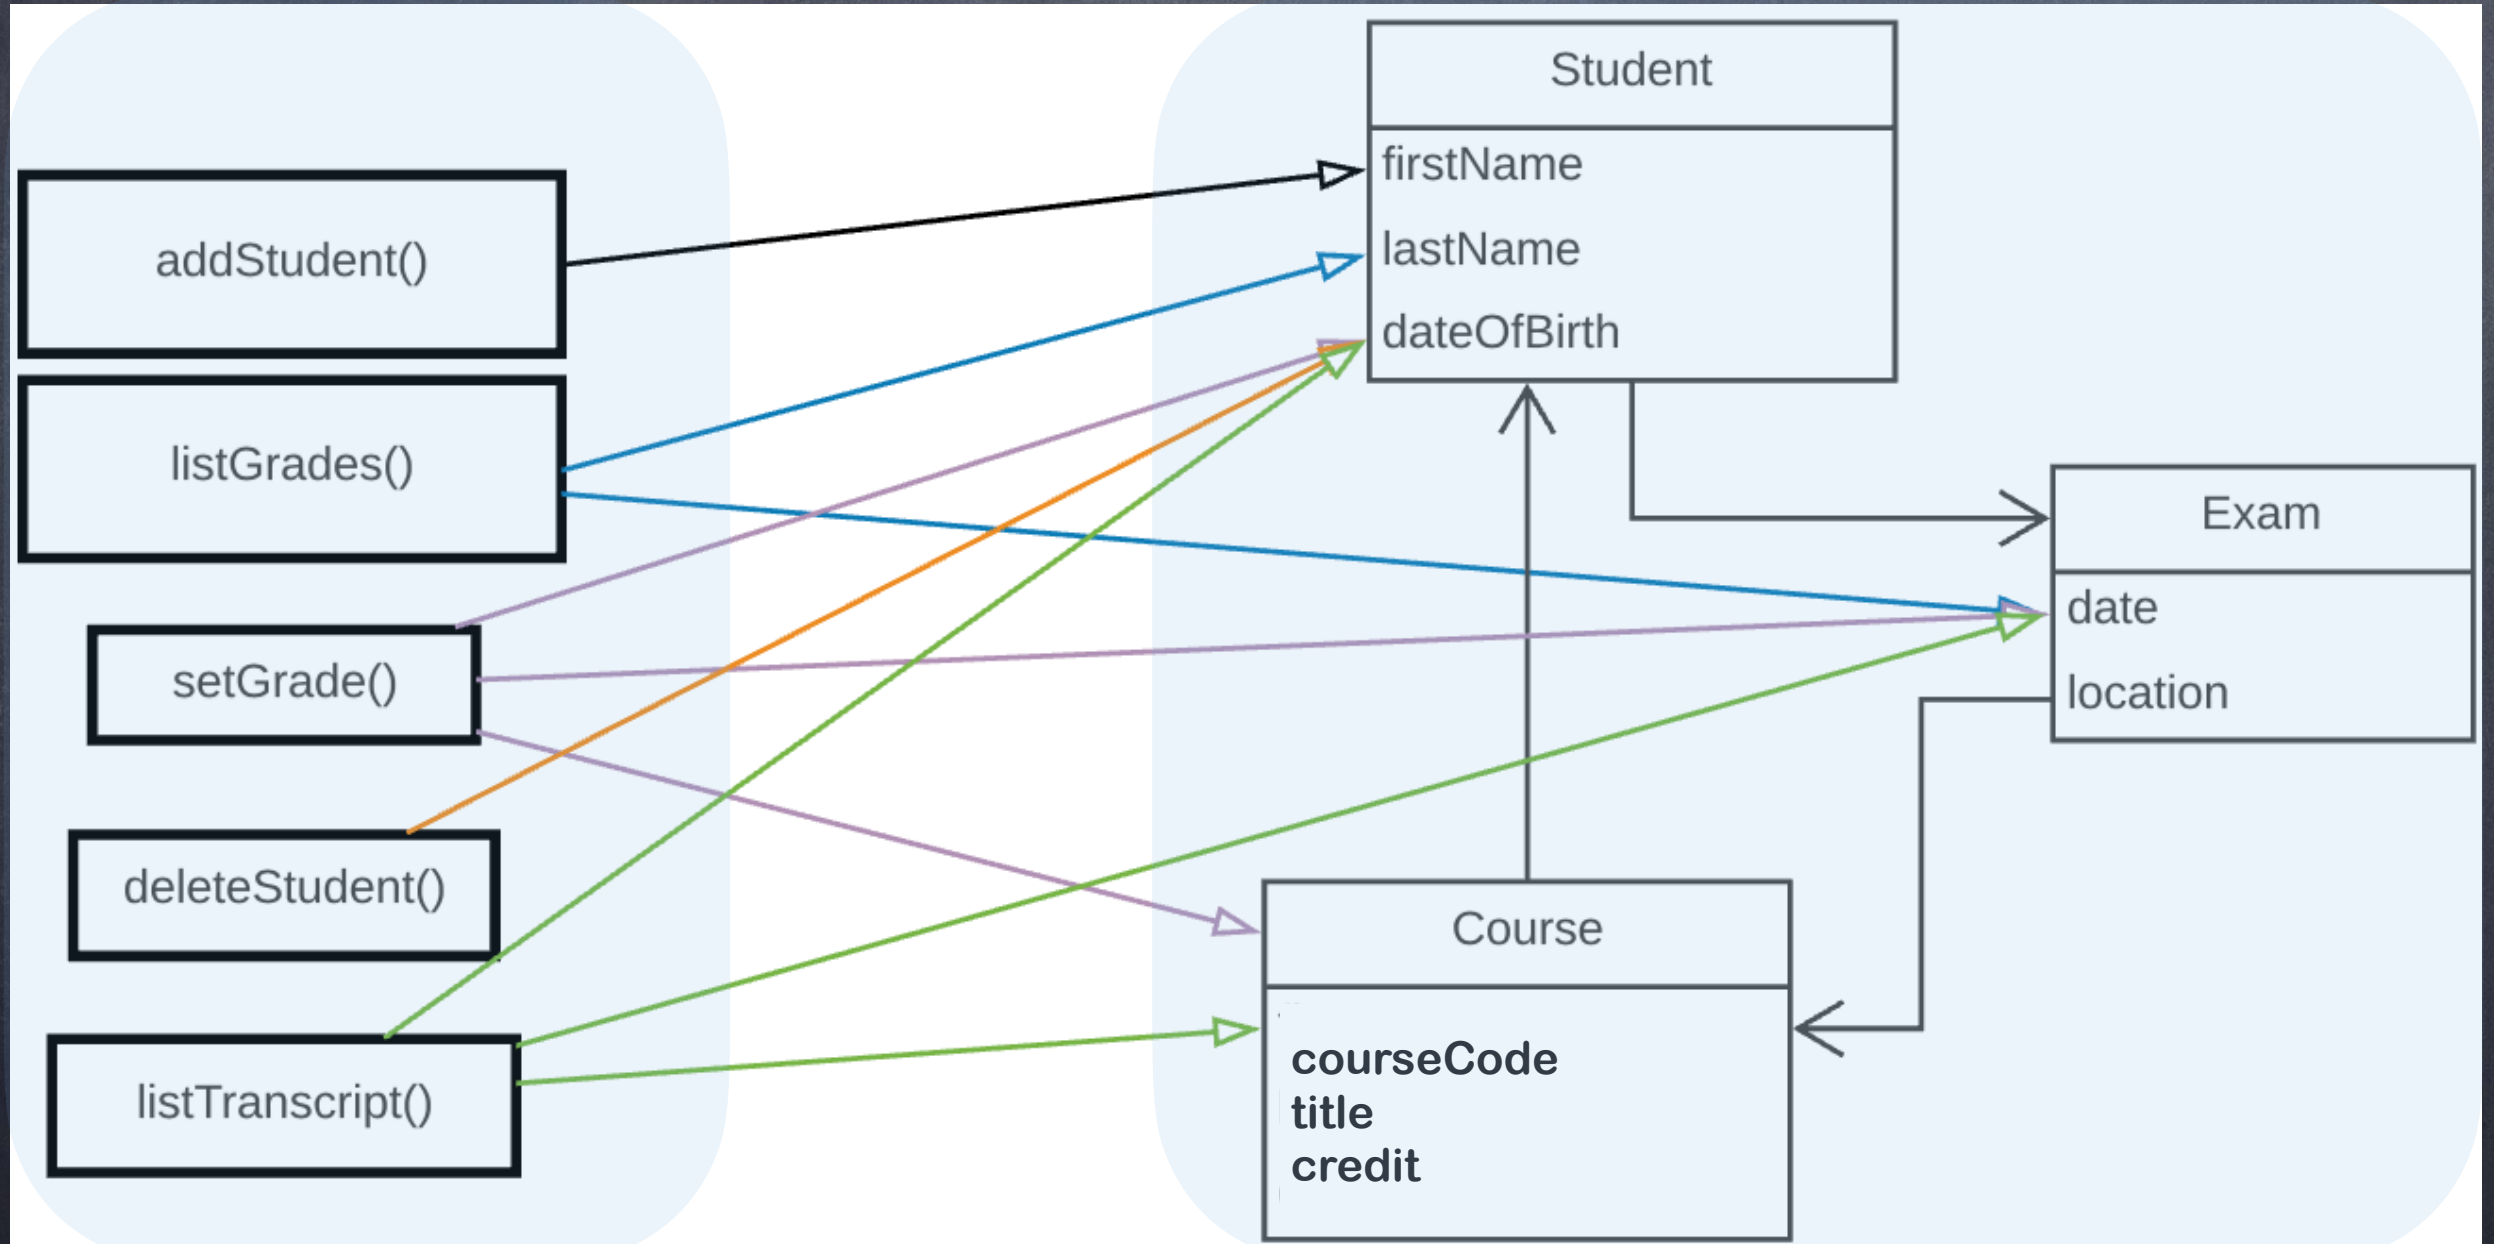 addStudent()
listGrades()
setGrade()
deleteStudent()
listTranscript()
Student
firstName
lastName
dateOfBirth
Exam
date
location
Course
courseCode
title
credit